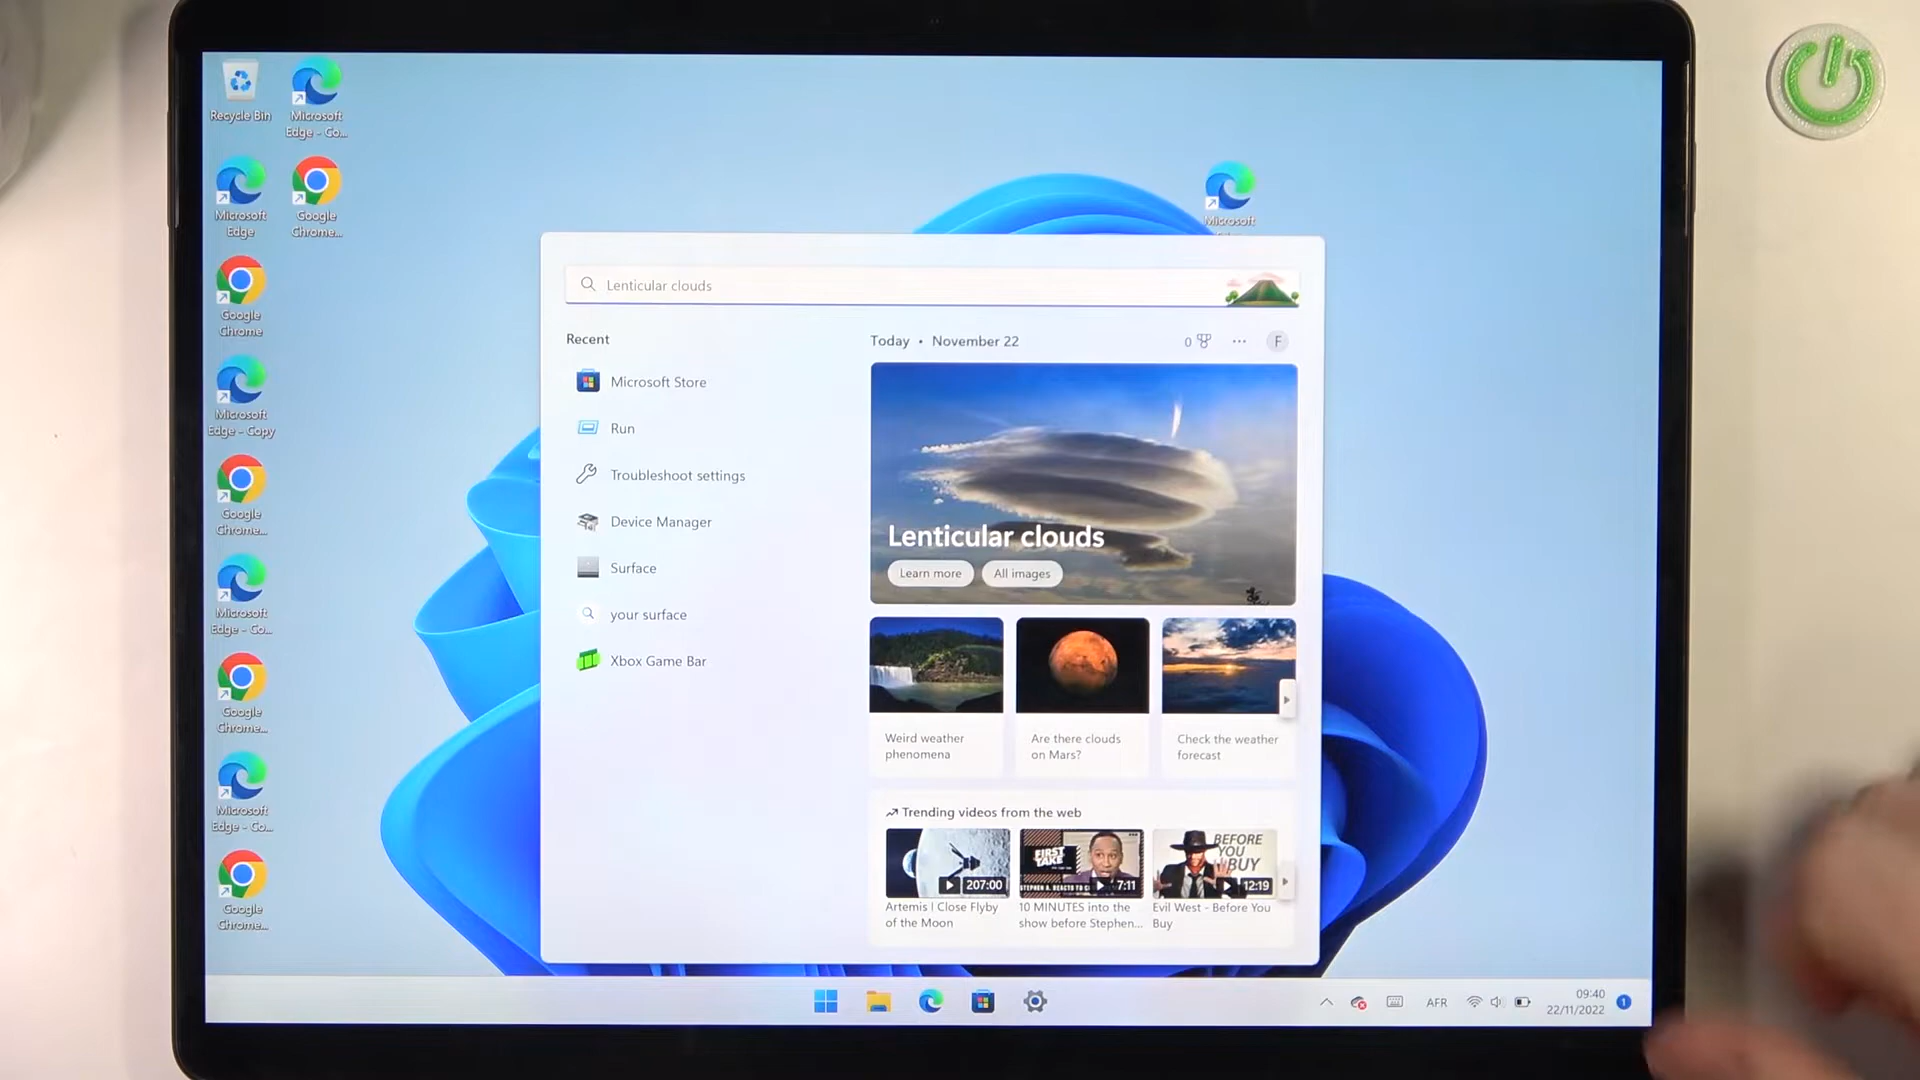 Recycle Bin
Microsoft
Edge - Co...
Microsoft
Edge
Google
Chrome...
Google
Chrome
Microsoft
Edge - Copy
Google
Chrome...
Microsoft
Edge - Co...
Google
Chrome...
Microsoft
Edge - Co...
Google
Chrome...
Microsoft
Lenticular clouds
Recent
Microsoft Store
Run
Troubleshoot settings
Device Manager
Surface
your surface
Xbox Game Bar
Today • November 22
0
...
F
Lenticular clouds
Learn more
All images
Weird weather
phenomena
Are there clouds
on Mars?
Check the weather
forecast
Trending videos from the web
207:00
Artemis I Close Flyby
of the Moon
FIRST
TAKE
STEPHEN A. REACTS TO
7:11
10 MINUTES into the
show before Stephen...
BEFORE
YOU
BUY
12:19
Evil West - Before You
Buy
AFR
09:40
22/11/2022
1